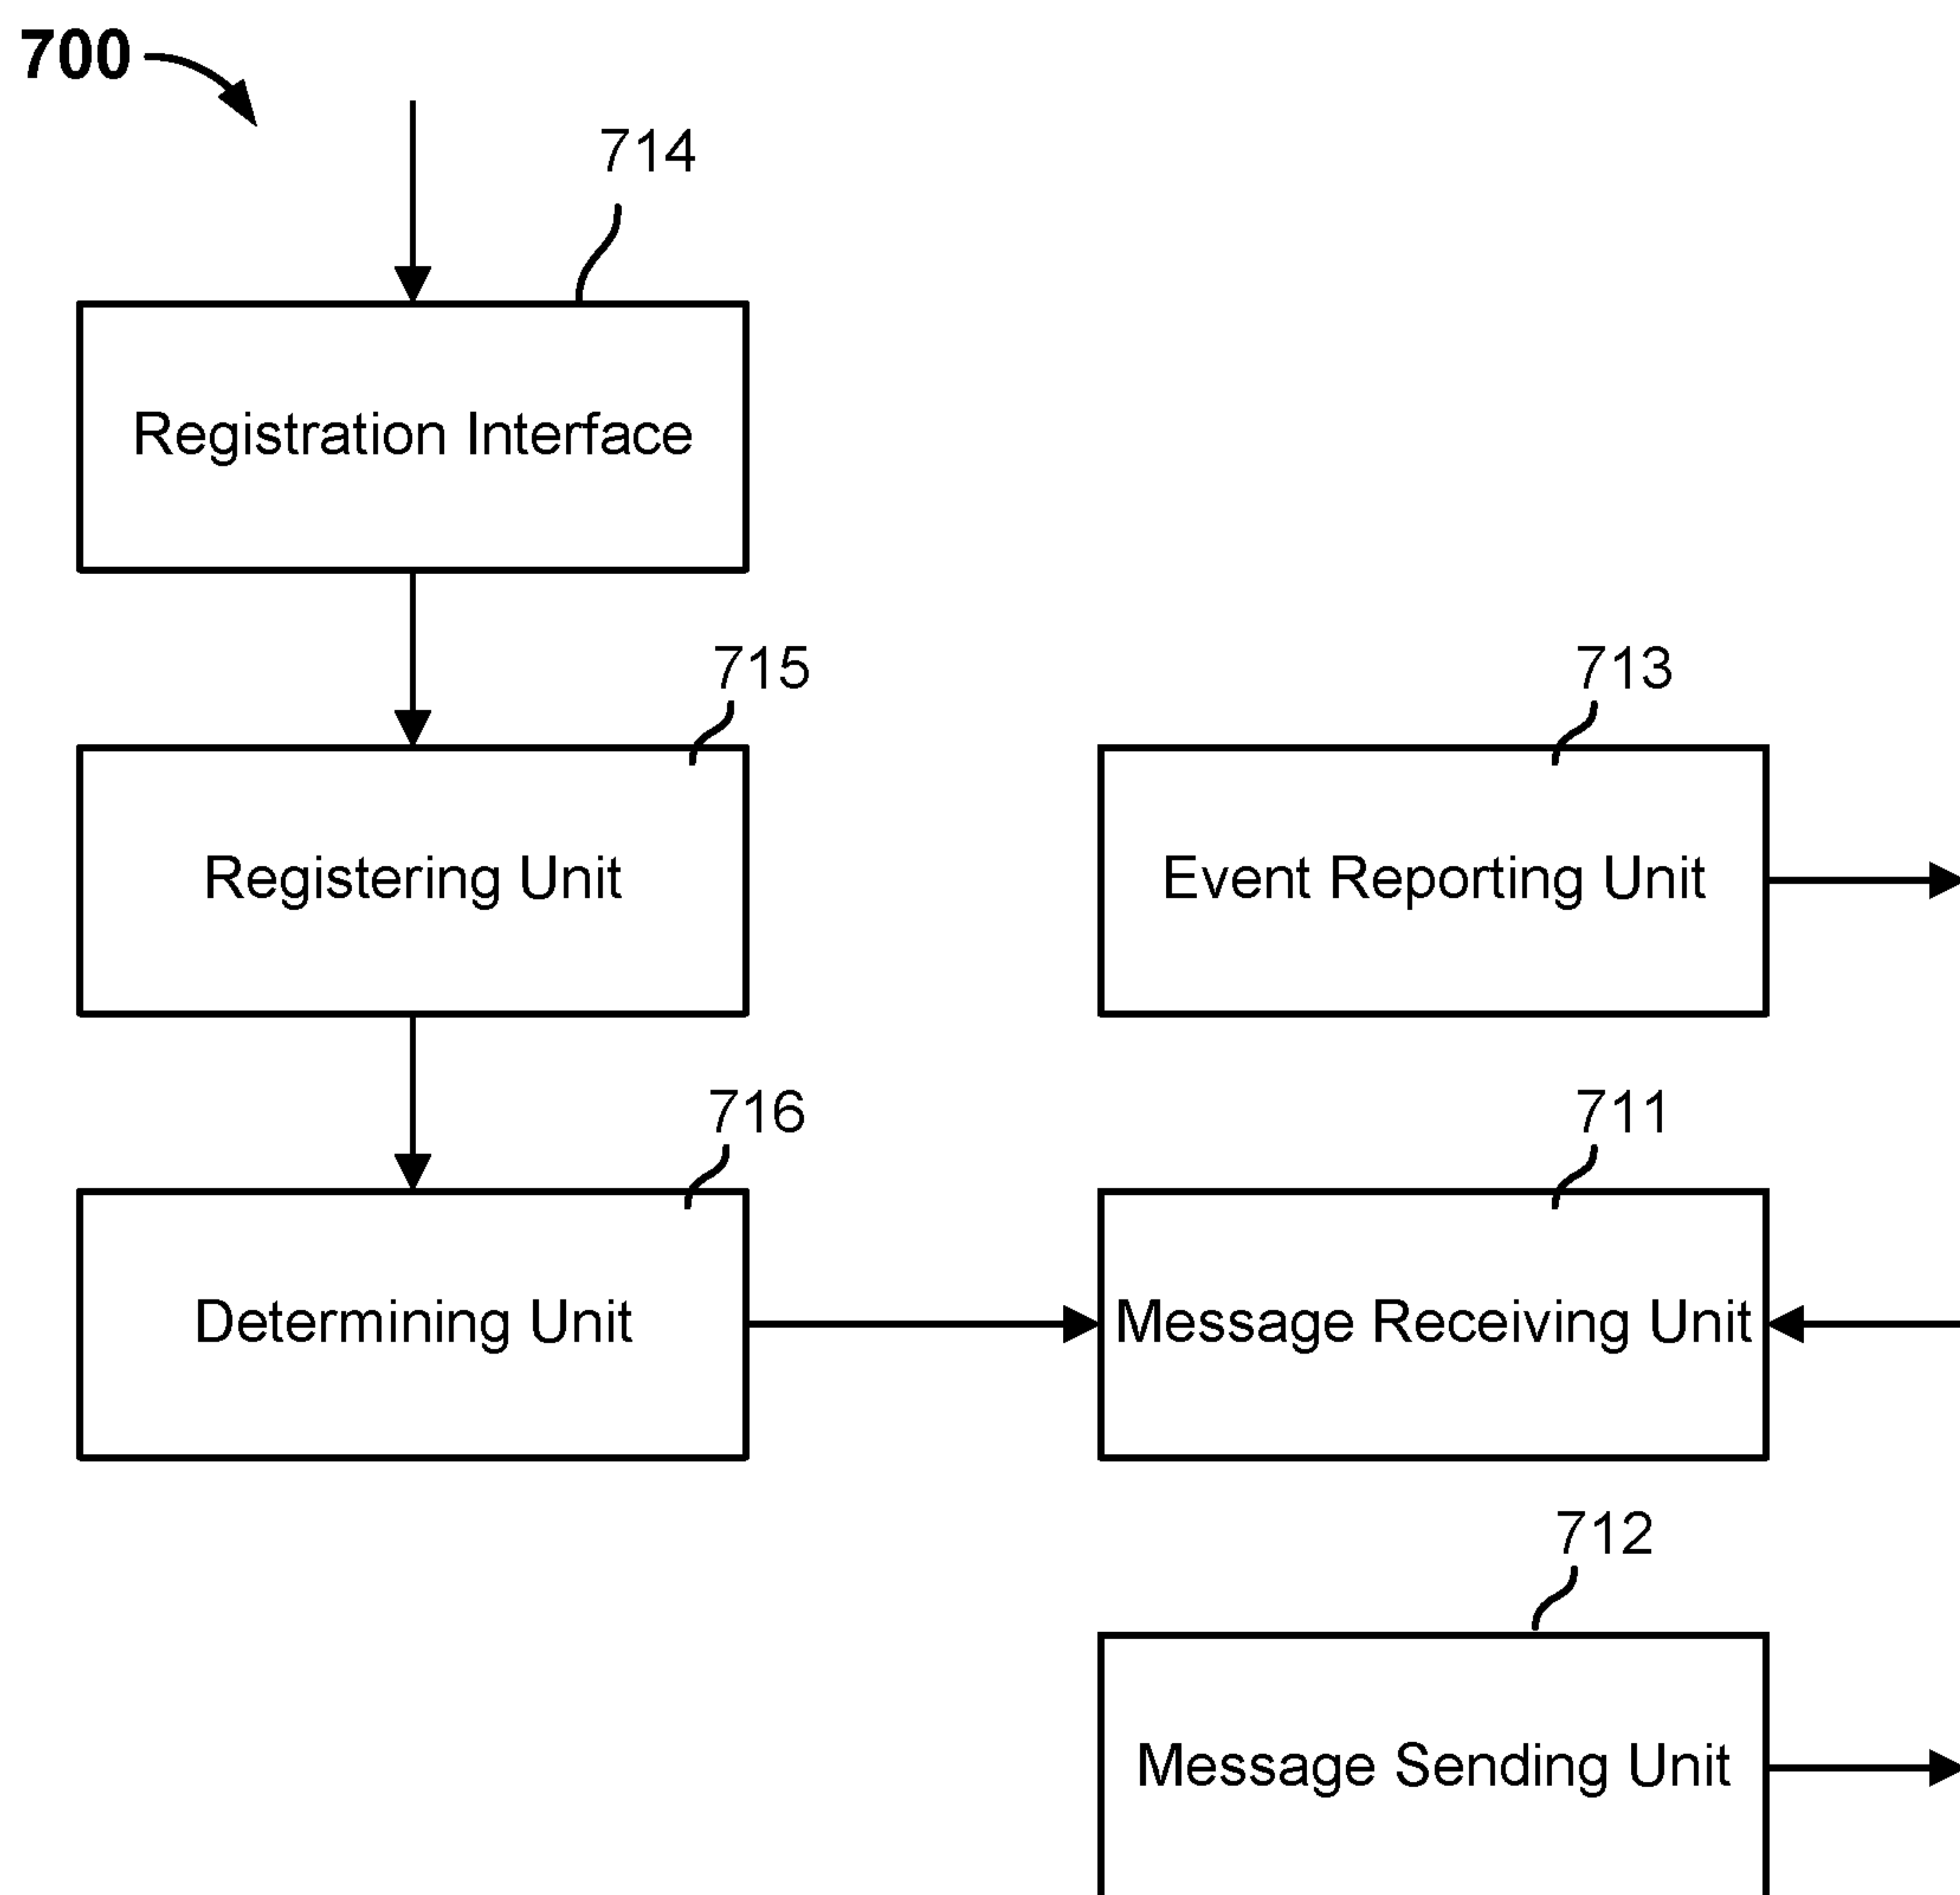 700
714
Registration Interface
715
713
Registering Unit
Event Reporting Unit
716
711
Determining Unit
Message Receiving Unit
712
Message Sending Unit